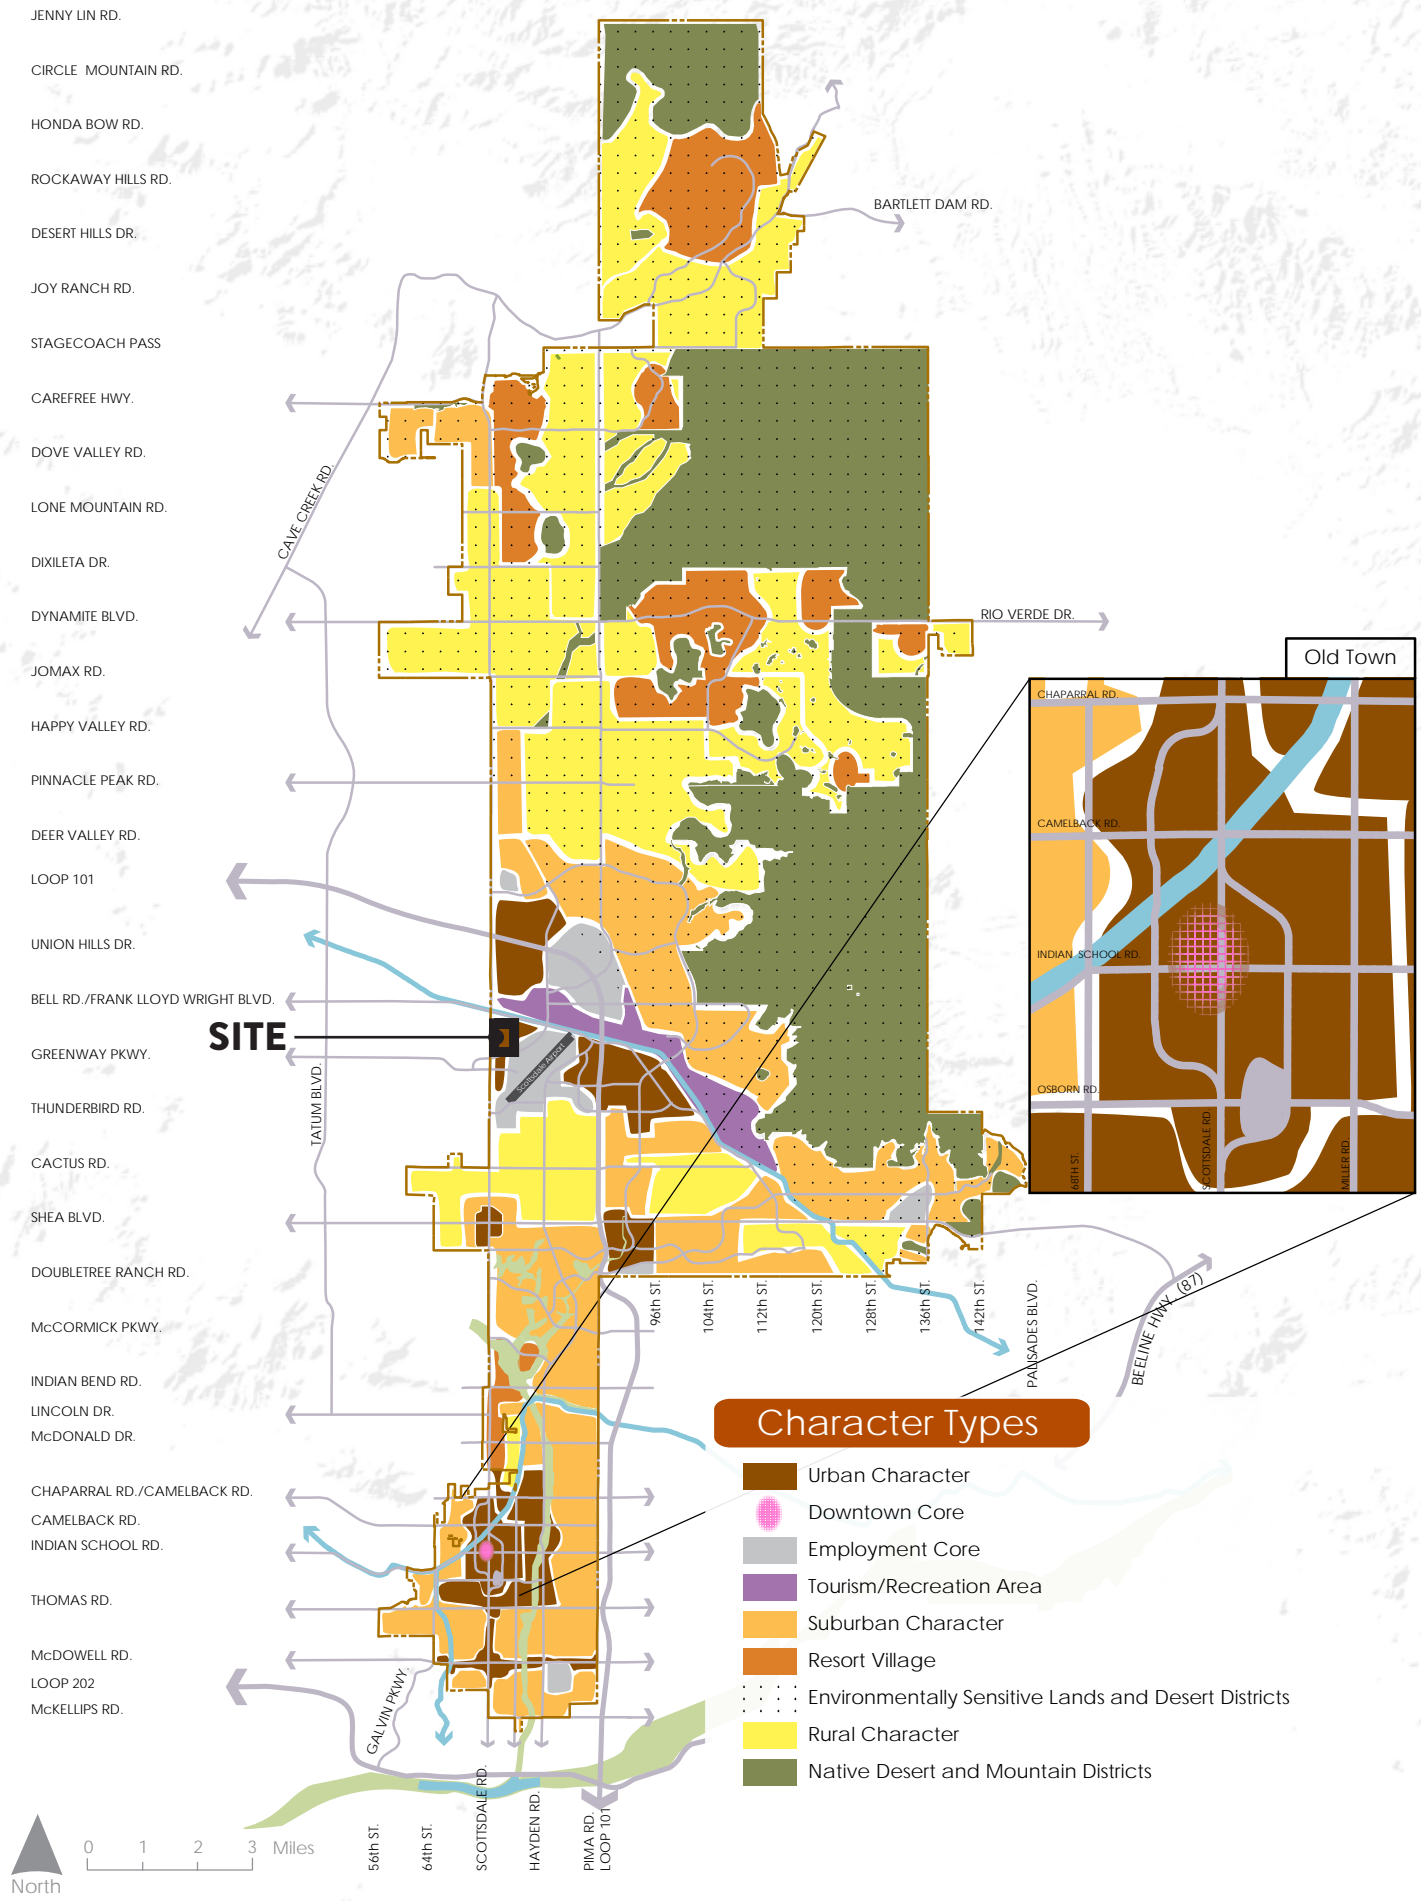 JENNY LIN RD.
CIRCLE MOUNTAIN RD.
HONDA BOW RD.
ROCKAWAY HILLS RD.
DESERT HILLS DR.
JOY RANCH RD.
STAGECOACH PASS
CAREFREE HWY.
DOVE VALLEY RD.
LONE MOUNTAIN RD.
DIXILETA DR.
DYNAMITE BLVD.
JOMAX RD.
HAPPY VALLEY RD.
PINNACLE PEAK RD.
DEER VALLEY RD.
LOOP 101
UNION HILLS DR.
BELL RD./FRANK LLOYD WRIGHT BLVD.
SITE
GREENWAY PKWY.
THUNDERBIRD RD.
CACTUS RD.
SHEA BLVD.
DOUBLETREE RANCH RD.
McCORMICK PKWY.
INDIAN BEND RD.
LINCOLN DR.
McDONALD DR.
CHAPARRAL RD./CAMELBACK RD.
CAMELBACK RD.
INDIAN SCHOOL RD.
THOMAS RD.
McDOWELL RD.
LOOP 202
McKELLIPS RD.
BARTLETT DAM RD.
CAVE CREEK RD.
RIO VERDE DR.
TATUM BLVD.
Scottsdale Airport
Old Town
CHAPARRAL RD.
CAMELBACK RD.
INDIAN SCHOOL RD.
OSBORN RD.
68TH ST.
SCOTTSDALE RD.
MILLER RD.
96th ST.
104th ST.
112th ST.
120th ST.
128th ST.
136th ST.
142th ST.
PALISADES BLVD.
BEELINE HWY. (87)
Character Types
Urban Character
Downtown Core
Employment Core
Tourism/Recreation Area
Suburban Character
Resort Village
Environmentally Sensitive Lands and Desert Districts
Rural Character
Native Desert and Mountain Districts
GALVIN PKWY.
56th ST.
64th ST.
SCOTTSDALE RD.
HAYDEN RD.
PIMA RD.
LOOP 101
0 1 2 3 Miles
North